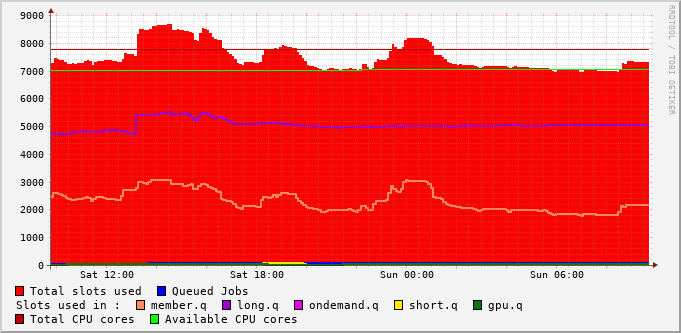 9000
8000
7000
6000
5000
4000
3000
2000
1000
0
Sat 12:00 Sat 18:00 Sun 00:00 Sun 06:00
RRDTOOL / TOBI OETIKER
Total slots used Queued Jobs
Slots used in : member.q long.q ondemand.q short.q gpu.q
Total CPU cores Available CPU cores